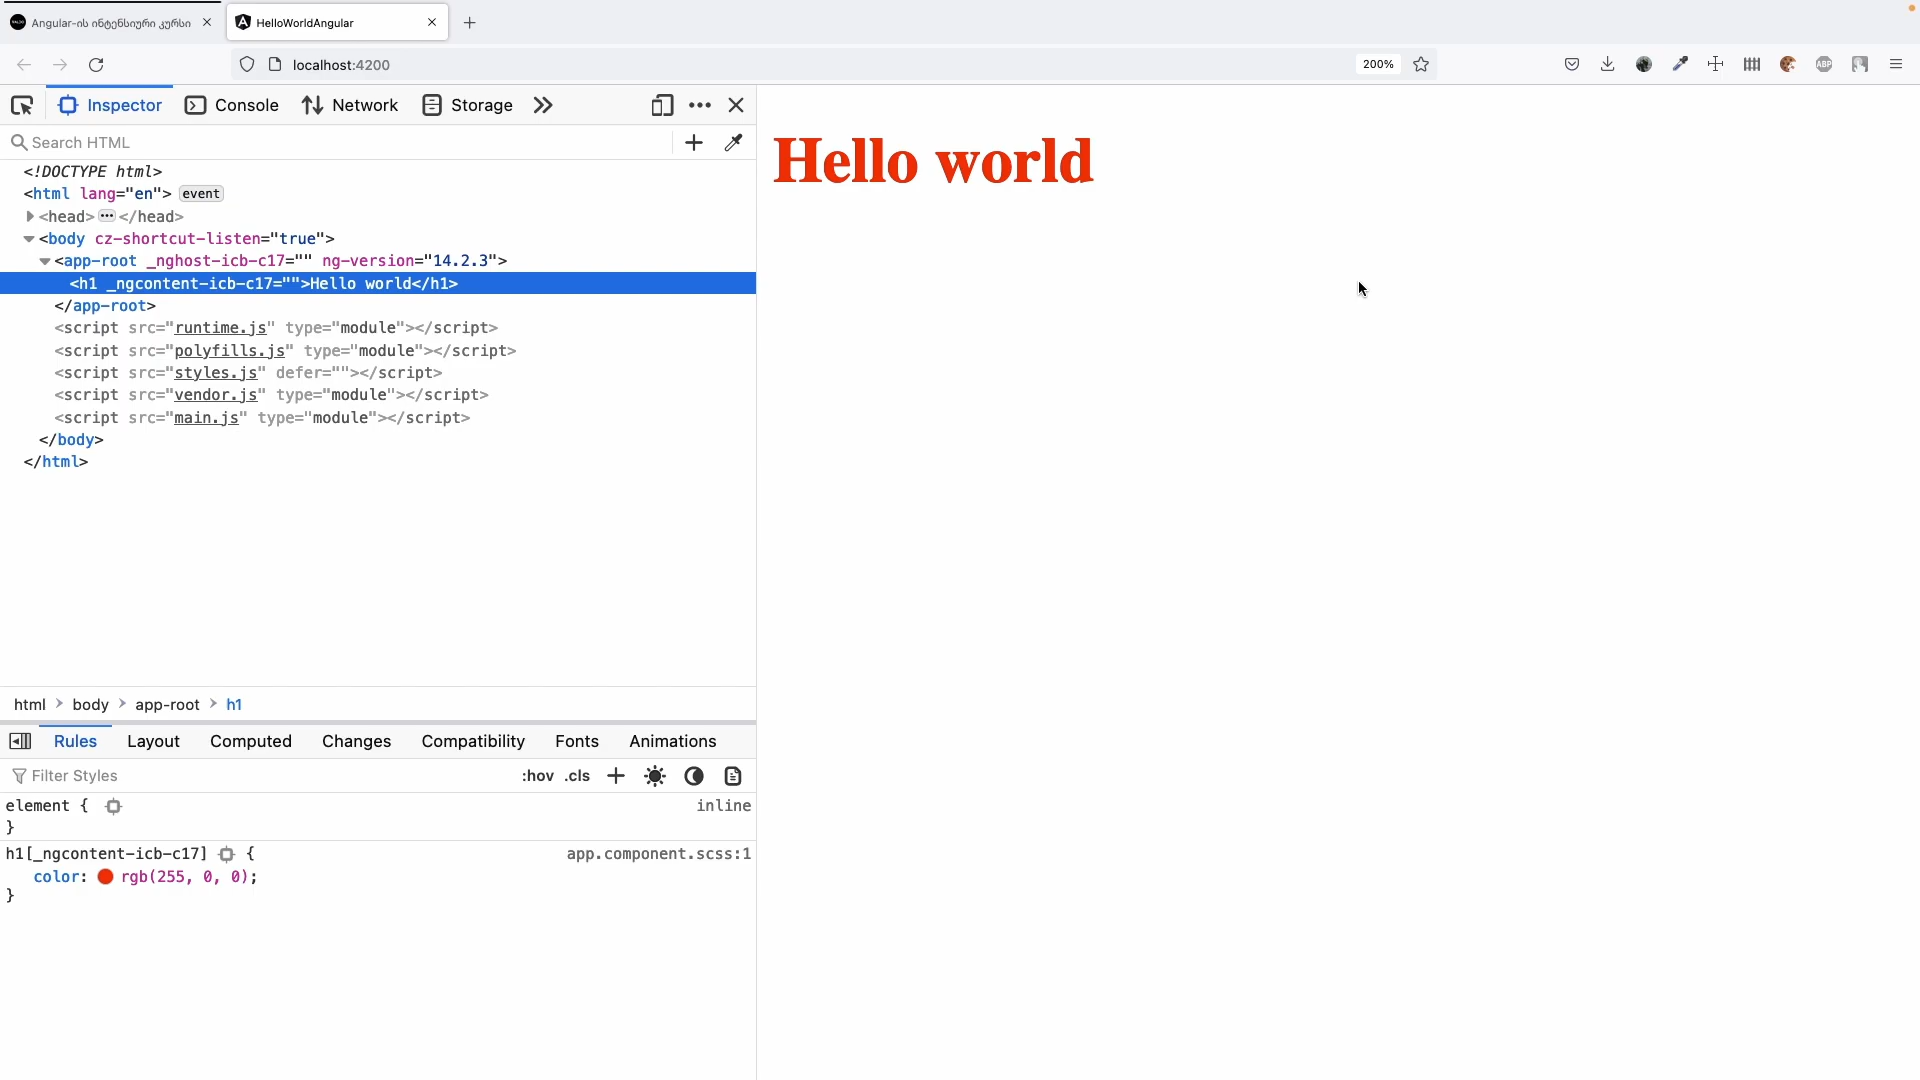 Angular-ის ინტენსიური კურსი
HelloWorldAngular
localhost:4200
200%
ABP
Inspector
Console
Network
Storage
Search HTML
<!DOCTYPE html>
<html lang="en"> event
<head> </head>
<body cz-shortcut-listen="true">
<app-root _nghost-icb-c17="" ng-version="14.2.3">
<h1 _ngcontent-icb-c17="">Hello world</h1>
</app-root>
<script src="runtime.js" type="module"></script>
<script src="polyfills.js" type="module"></script>
<script src="styles.js" defer=""></script>
<script src="vendor.js" type="module"></script>
<script src="main.js" type="module"></script>
</body>
</html>
html body app-root h1
Rules Layout Computed Changes Compatibility Fonts Animations
Filter Styles
:hov .cls
element {
inline
}
h1[_ngcontent-icb-c17] {
app.component.scss:1
color: rgb(255, 0, 0);
}
Hello world